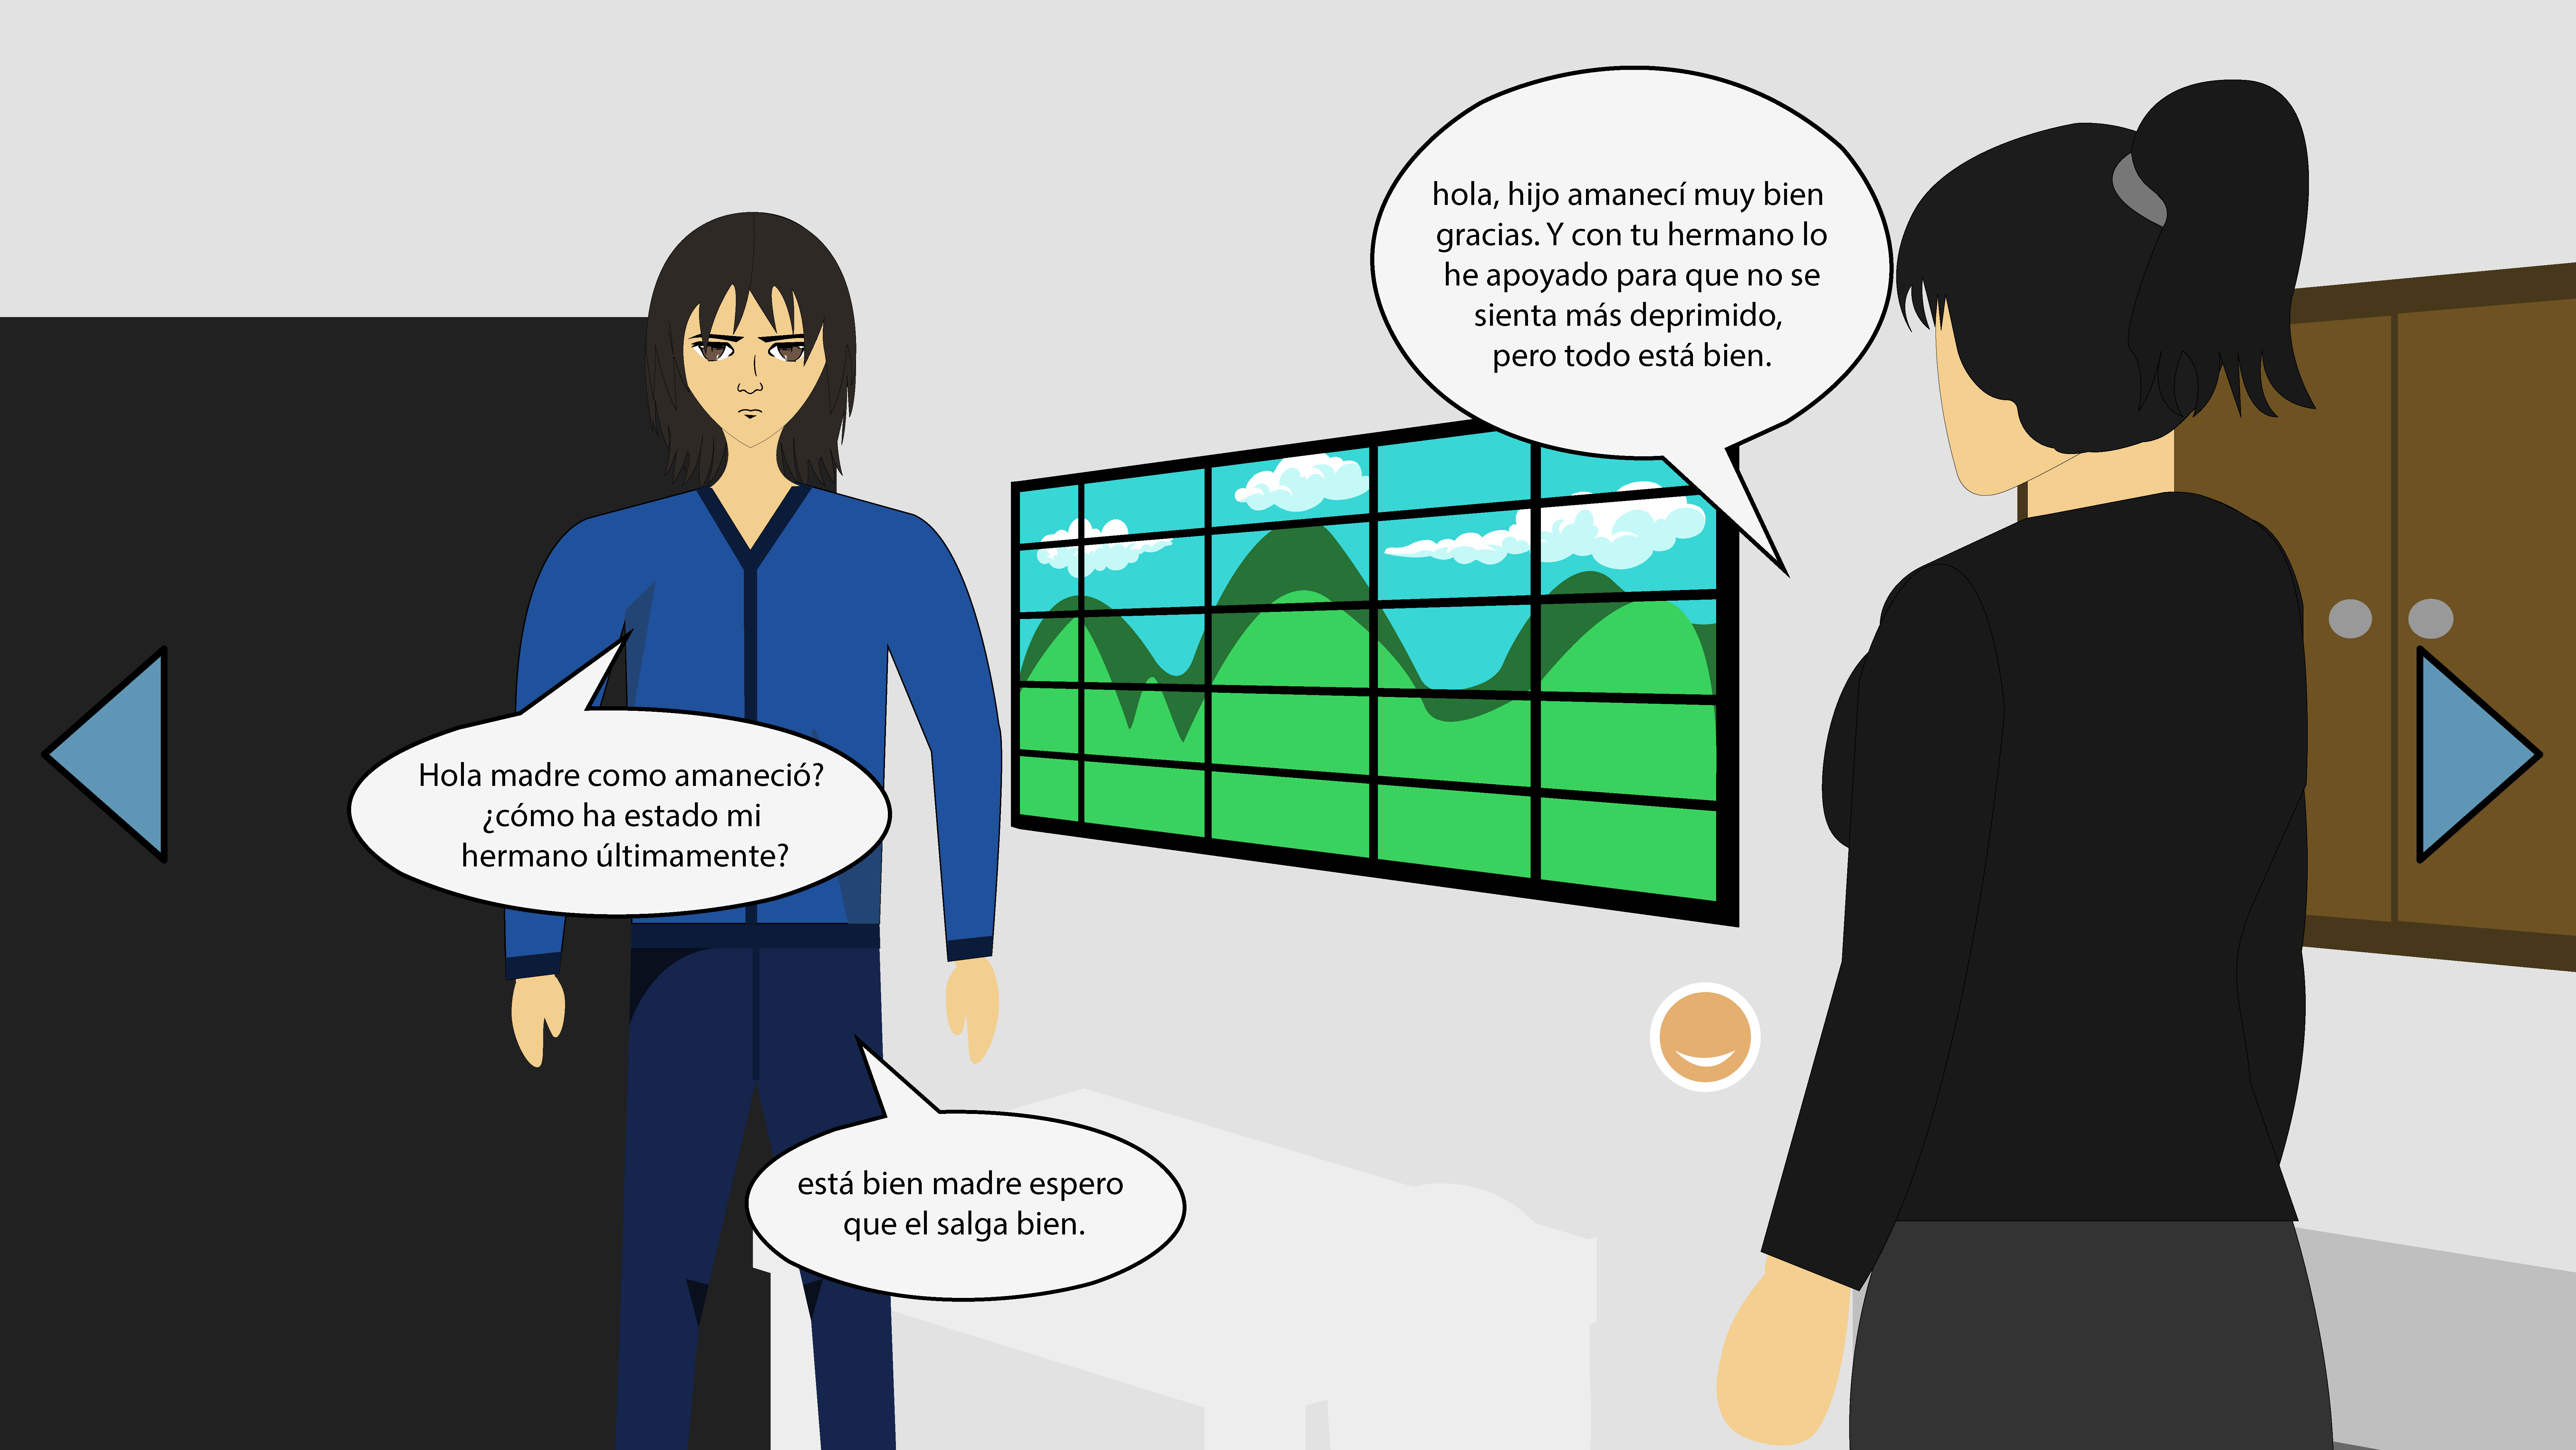 Hola madre como amaneció?
¿cómo ha estado mi
hermano últimamente?
hola, hijo amanecí muy bien
gracias. Y con tu hermano lo
he apoyado para que no se
sienta más deprimido,
pero todo está bien.
está bien madre espero
que el salga bien.